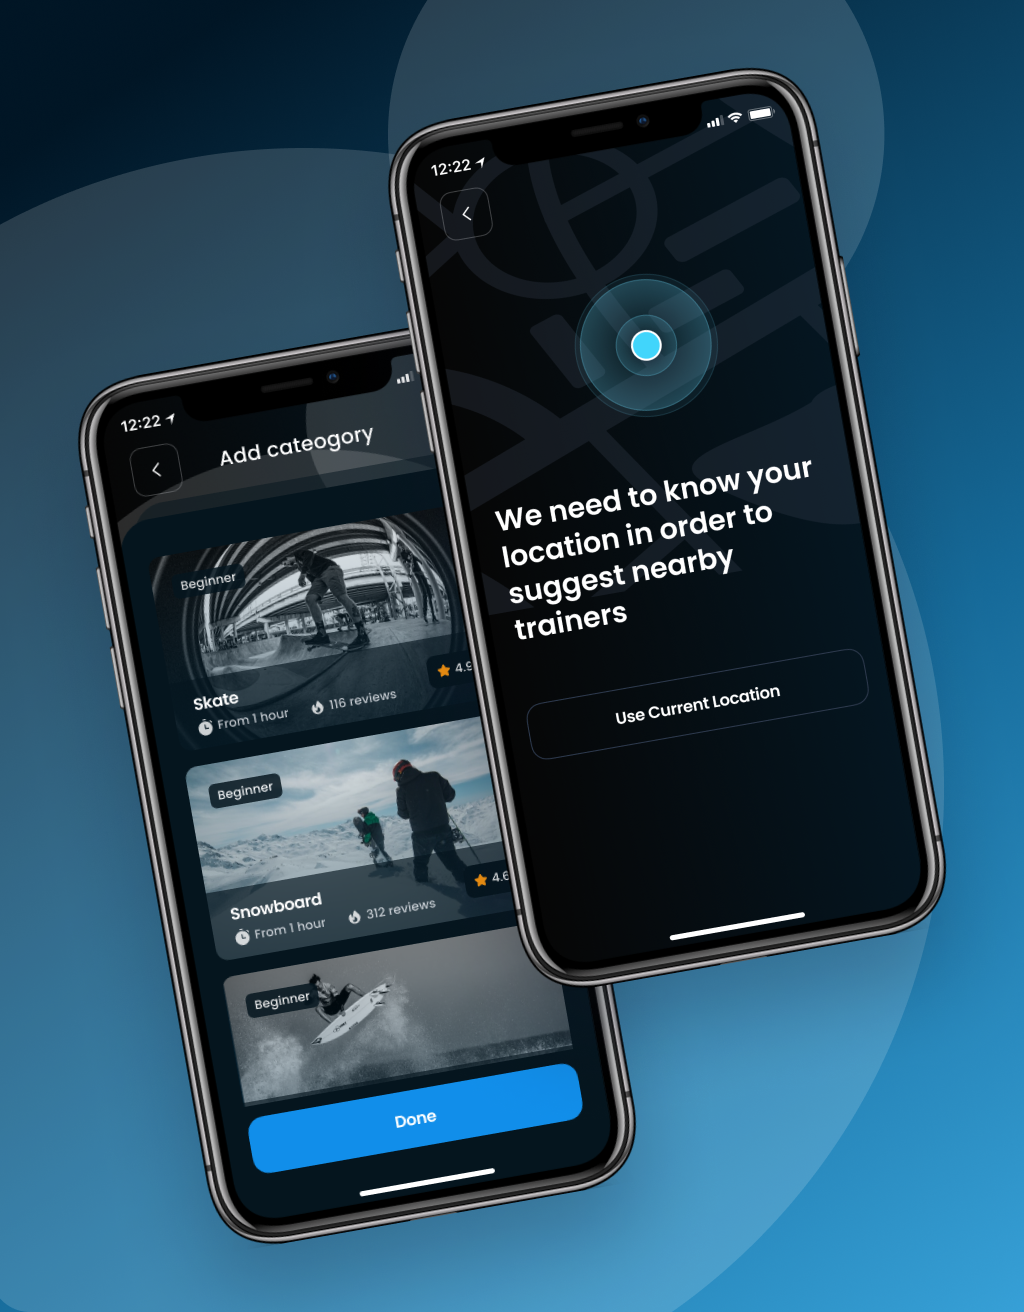 12:22
We need to know your
location in order to
suggest nearby
trainers
Use Current Location
12:22
Add cateogory
Beginner
Skate
From 1 hour
116 reviews
4.9
Beginner
Snowboard
From 1 hour
312 reviews
4.6
Beginner
Done